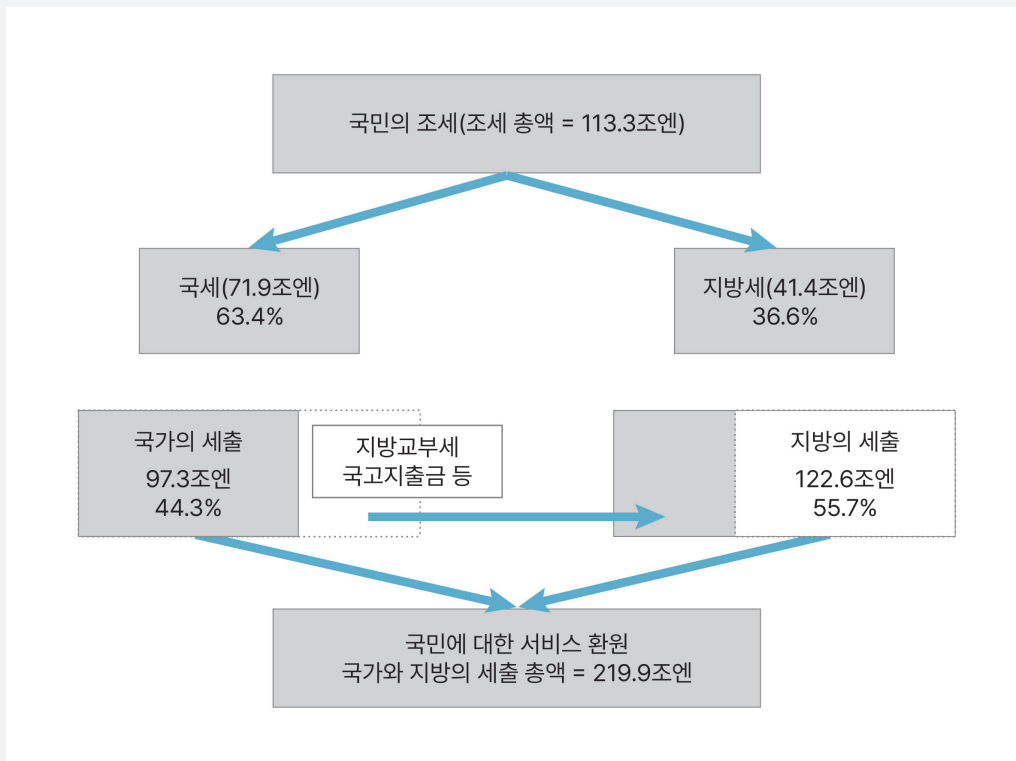 국민의 조세(조세 총액 = 113.3조엔)
국세(71.9조엔)
63.4%
지방세(41.4조엔)
36.6%
국가의 세출
97.3조엔
44.3%
지방교부세
국고지출금 등
지방의 세출
122.6조엔
55.7%
국민에 대한 서비스 환원
국가와 지방의 세출 총액 = 219.9조엔